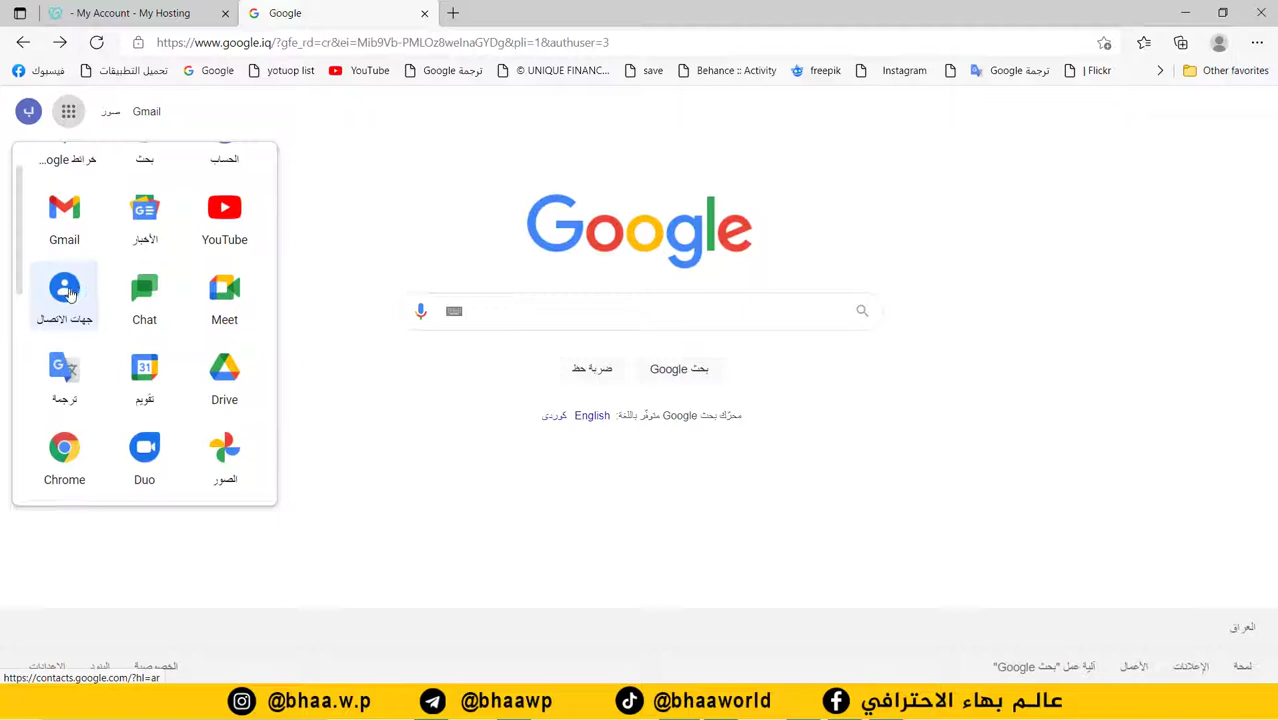 - My Account - My Hosting
Google
https://www.google.iq/?gfe_rd=cr&ei=Mib9Vb-PMLOz8weInaGYDg&pli=1&authuser=3
فيسبوك
تحميل التطبيقات
Google
yotuop list
YouTube
ترجمة Google
© UNIQUE FINANC...
save
Behance :: Activity
freepik
Instagram
ترجمة Google
| Flickr
Other favorites
ب
صور
Gmail
الحساب
بحث
خرائط ogle...
YouTube
الأخبار
Gmail
Meet
Chat
جهات الاتصال
Drive
31
تقويم
ترجمة
الصور
Duo
Chrome
Google
بحث Google
ضربة حظ
محرّك بحث Google متوفّر باللغة: English كوردی
العراق
لمحة
الإعلانات
الأعمال
آلية عمل "بحث Google"
الخصوصية
البنود
الإعدادات
https://contacts.google.com/?hl=ar
@bhaa.w.p
@bhaawp
@bhaaworld
عالم بهاء الاحترافي